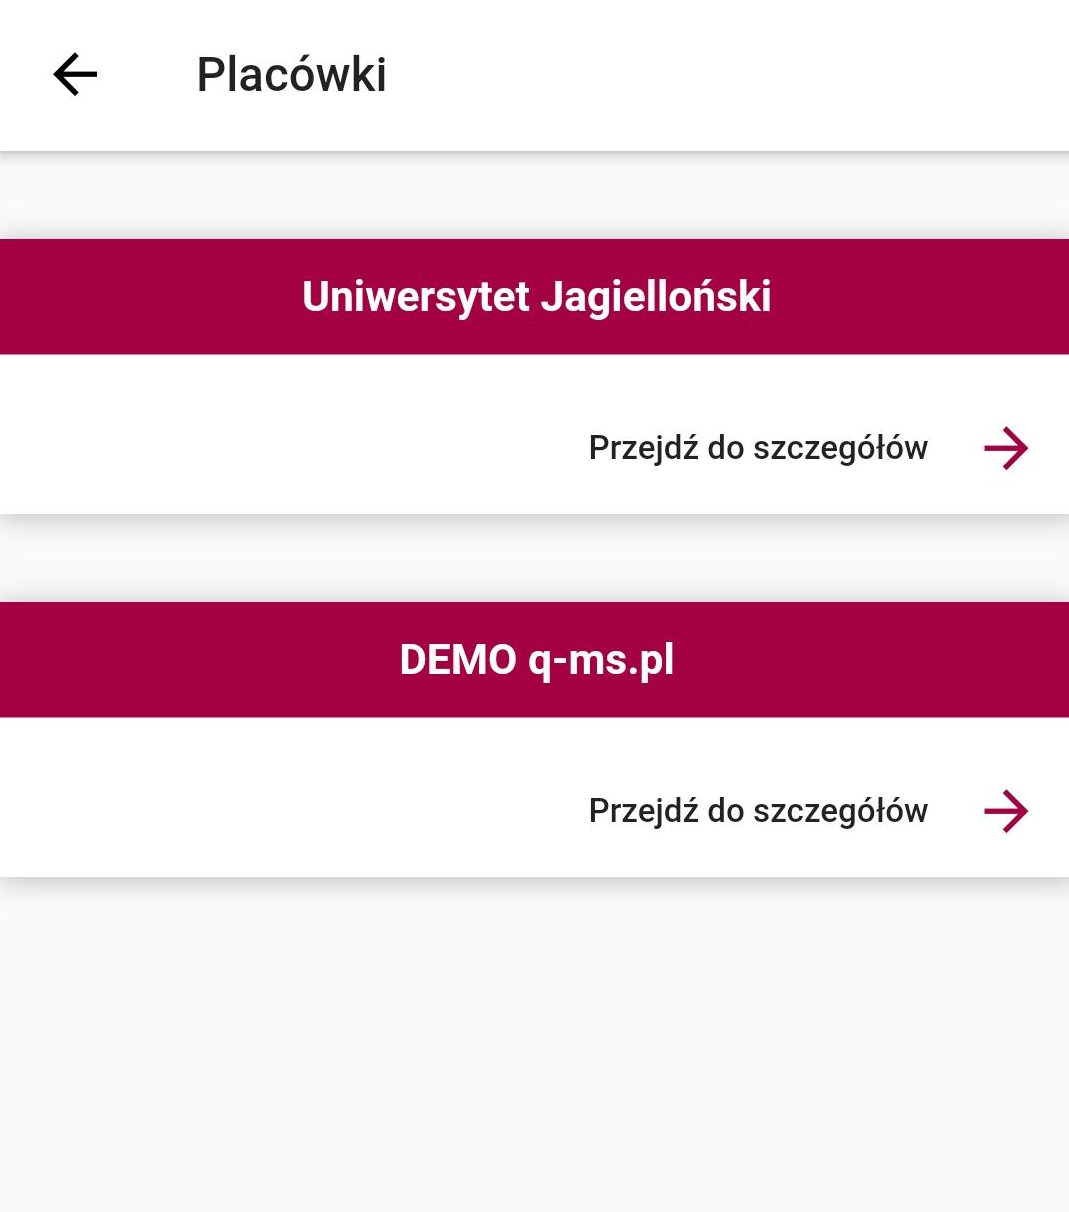 Placówki
Uniwersytet Jagielloński
Przejdź do szczegółów
DEMO q-ms.pl
Przejdź do szczegółów